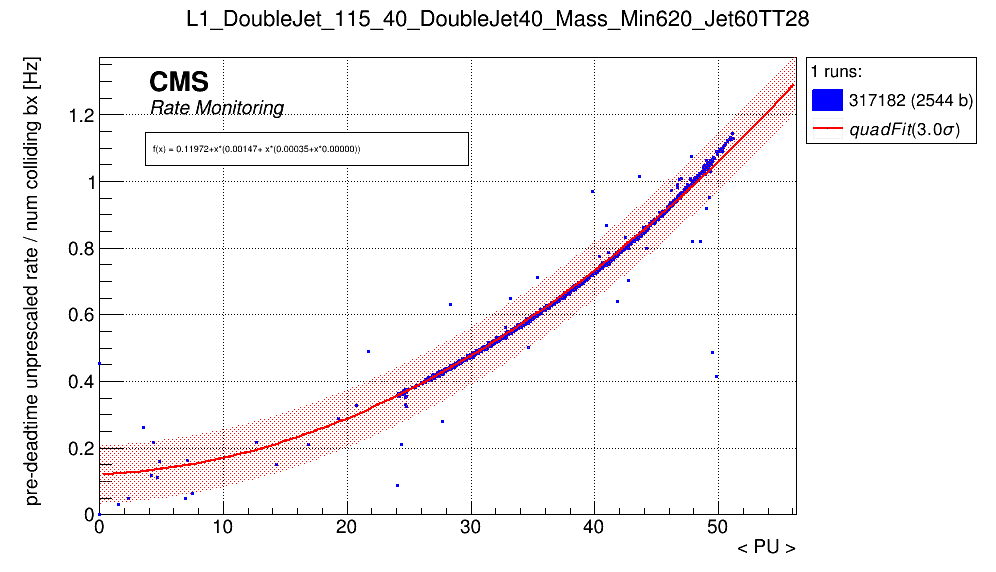 L1_DoubleJet_115_40_DoubleJet40_Mass_Min620_Jet60TT28
pre-deadtime unprescaled rate / num colliding bx [Hz]
CMS
Rate Monitoring
f(x) = 0.11972+x*(0.00147+ x*(0.00035+x*0.00000))
1 runs:
317182 (2544 b)
quadFit(3.0σ)
1.2
1
0.8
0.6
0.4
0.2
0
0 10 20 30 40 50
< PU >